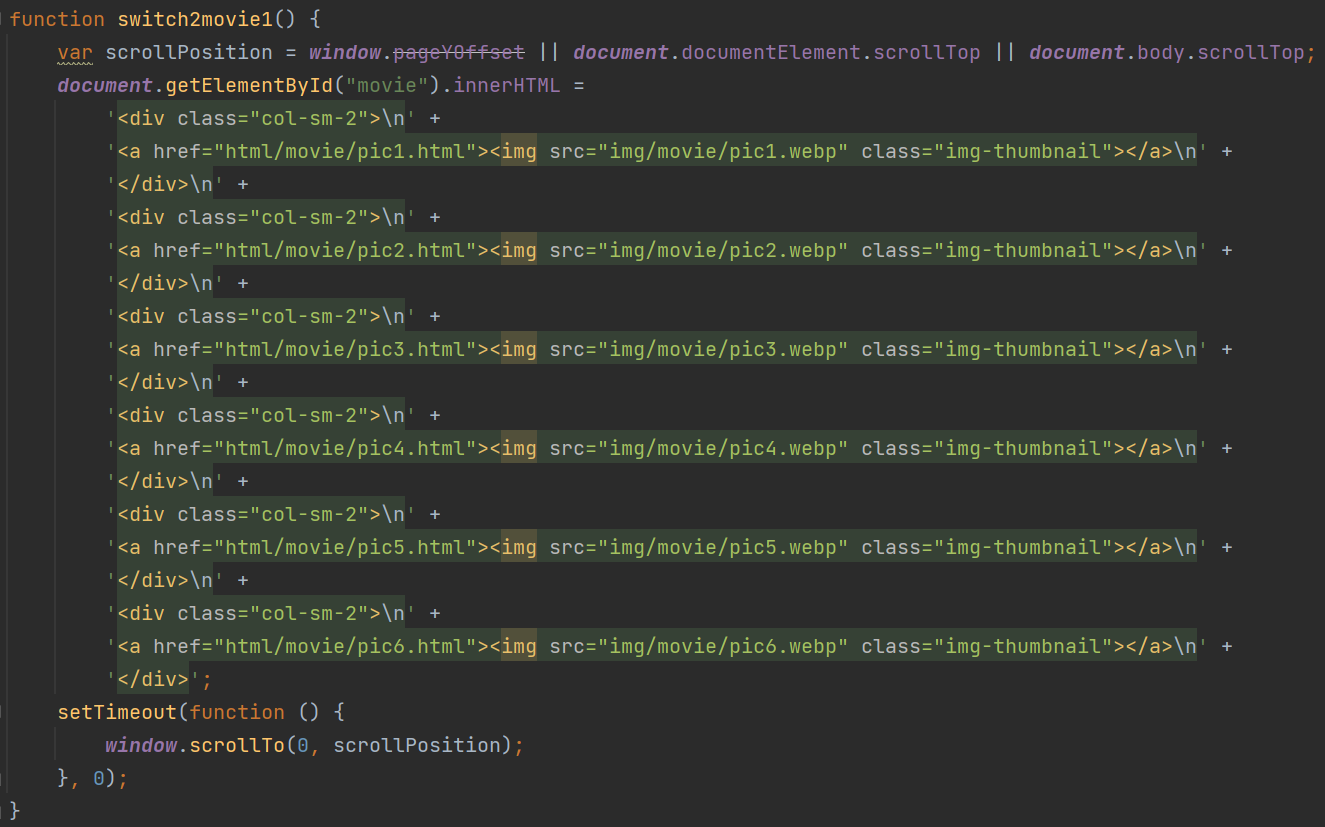 function switch2movie1() {
    var scrollPosition = window.pageYOffset || document.documentElement.scrollTop || document.body.scrollTop;
    document.getElementById("movie").innerHTML =
        '<div class="col-sm-2">\n' +
        '<a href="html/movie/pic1.html"><img src="img/movie/pic1.webp" class="img-thumbnail"></a>\n' +
        '</div>\n' +
        '<div class="col-sm-2">\n' +
        '<a href="html/movie/pic2.html"><img src="img/movie/pic2.webp" class="img-thumbnail"></a>\n' +
        '</div>\n' +
        '<div class="col-sm-2">\n' +
        '<a href="html/movie/pic3.html"><img src="img/movie/pic3.webp" class="img-thumbnail"></a>\n' +
        '</div>\n' +
        '<div class="col-sm-2">\n' +
        '<a href="html/movie/pic4.html"><img src="img/movie/pic4.webp" class="img-thumbnail"></a>\n' +
        '</div>\n' +
        '<div class="col-sm-2">\n' +
        '<a href="html/movie/pic5.html"><img src="img/movie/pic5.webp" class="img-thumbnail"></a>\n' +
        '</div>\n' +
        '<div class="col-sm-2">\n' +
        '<a href="html/movie/pic6.html"><img src="img/movie/pic6.webp" class="img-thumbnail"></a>\n' +
        '</div>';
    setTimeout(function () {
        window.scrollTo(0, scrollPosition);
    }, 0);
}